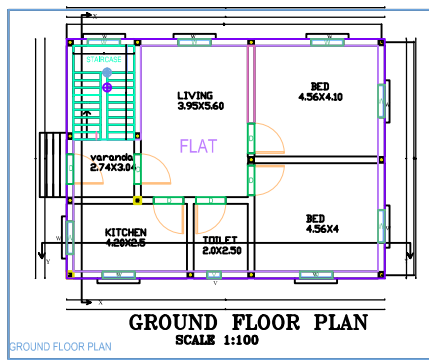 X
W
W
W
STAIRCASE
LIVING
3.95X5.60
BED
4.56X4.10
W
FLAT
D
varanda
2.74X3.04
D
D
D
D
D
BED
4.56X4
KITCHEN
4.20X2.5
TOILET
2.0X2.50
W
W
Y
Y
W
V
W
X
GROUND FLOOR PLAN
SCALE 1:100
GROUND FLOOR PLAN